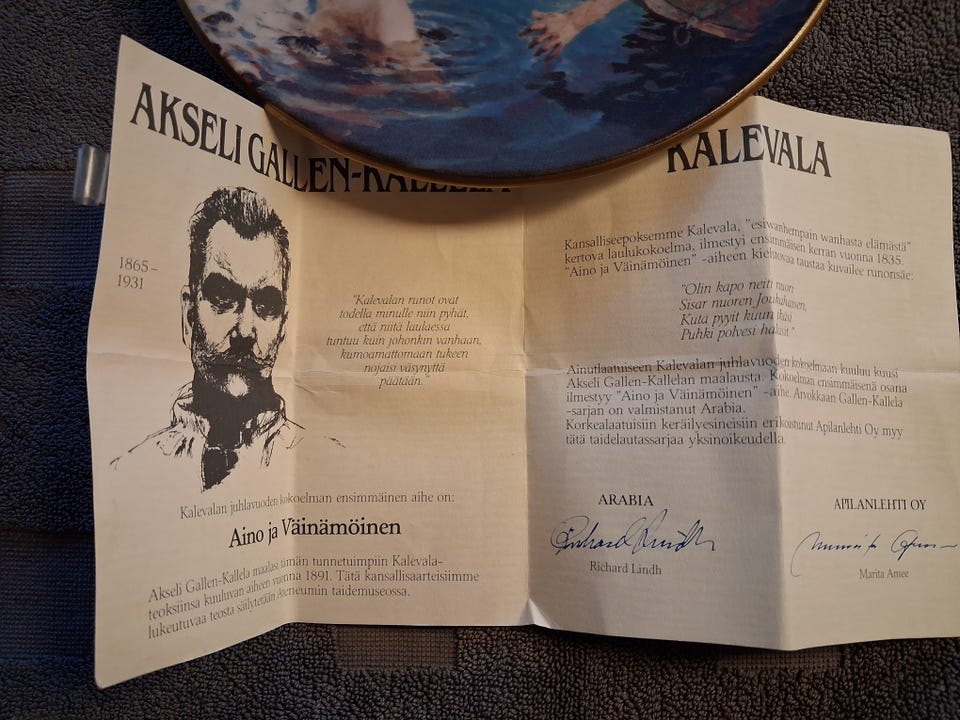 AKSELI GALLEN-KALLELA
1865–
1931
"Kalevalan runot ovat
todella minulle niin pyhät,
että niitä laulaessa
tuntuu kuin johonkin vanhaan,
kumoamattomaan tukeen
nojaisi väsynyttä
päätään."
Kalevalan juhlavuoden kokoelman ensimmäinen aihe on:
Aino ja Väinämöinen
Akseli Gallen-Kallela maalasi tämän tunnetuimpiin Kalevala-
teoksiinsa kuuluvan aiheen vuonna 1891. Tätä kansallisaarteisiimme
lukeutuvaa teosta säilytetään Ateneumin taidemuseossa.
KALEVALA
Kansalliseepoksemme Kalevala, "esiwanhempain wanhasta elämästä"
kertova laulukokoelma, ilmestyi ensimmäisen kerran vuonna 1835.
"Aino ja Väinämöinen" -aiheen kiehtovaa taustaa kuvailee runonsäe:
"Olin kapo neiti nuori
Sisar nuoren Joukahaisen,
Kuta pyyit kuun ikäsi
Puhki polvesi halasit."
Ainutlaatuiseen Kalevalan juhlavuoden kokoelmaan kuuluu kuusi
Akseli Gallen-Kallelan maalausta. Kokoelman ensimmäisenä osana
ilmestyy "Aino ja Väinämöinen" -aihe. Arvokkaan Gallen-Kallela
-sarjan on valmistanut Arabia.
Korkealaatuisiin keräilyesineisiin erikoistunut Apilanlehti Oy myy
tätä taidelautassarjaa yksinoikeudella.
ARABIA
Richard Lindh
Richard Lindh
APILANLEHTI OY
Marita Arnee